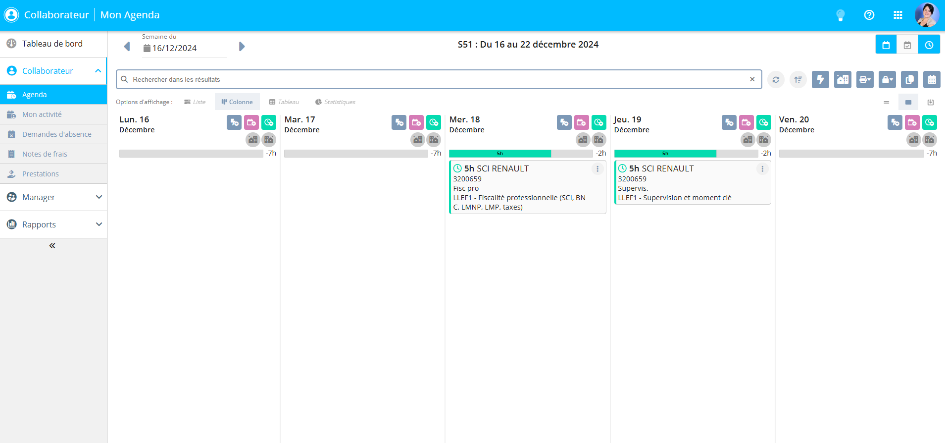 Collaborateur | Mon Agenda
Tableau de bord
Collaborateur
Agenda
Mon activité
Demandes d'absence
Notes de frais
Prestations
Manager
Rapports
Semaine du
16/12/2024
S51 : Du 16 au 22 décembre 2024
Rechercher dans les résultats
Options d'affichage :
Liste
Colonne
Tableau
Statistiques
Lun. 16
Décembre
-7h
Mar. 17
Décembre
-7h
Mer. 18
Décembre
5h
-2h
5h SCI RENAULT
3200659
Fisc pro
LLEF1 - Fiscalité professionnelle (SCI, BN
C, LMNP, LMP, taxes)
Jeu. 19
Décembre
5h
-2h
5h SCI RENAULT
3200659
Supervis.
LLEF1 - Supervision et moment clé
Ven. 20
Décembre
-7h